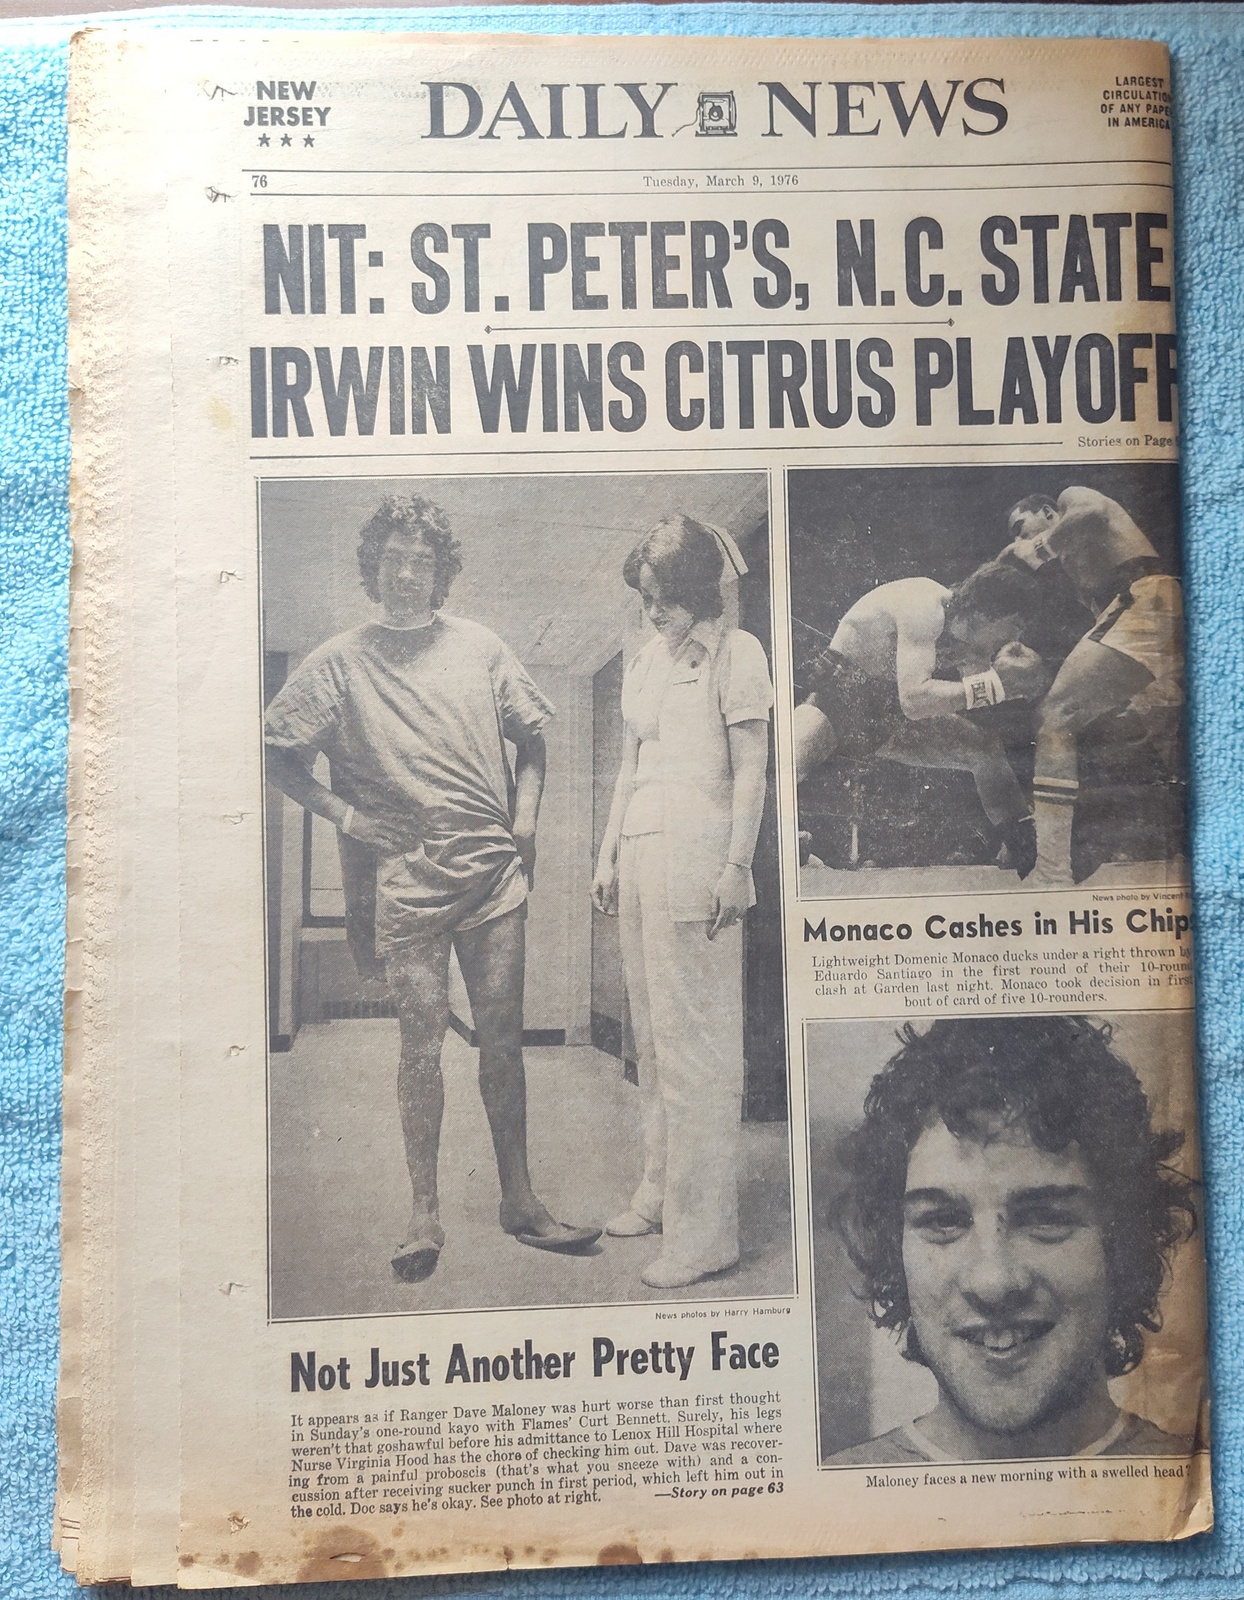 NEW
JERSEY
★ ★ ★
DAILY NEWS
LARGEST
CIRCULATIO
OF ANY PAPE
IN AMERICA
76
Tuesday, March 9, 1976
NIT: ST. PETER'S, N.C. STATE
IRWIN WINS CITRUS PLAYOFF
Stories on Page
News photo by Vincent
Monaco Cashes in His Chips
Lightweight Domenic Monaco ducks under a right thrown by
Eduardo Santiago in the first round of their 10-round
clash at Garden last night. Monaco took decision in first
bout of card of five 10-rounders.
EVERLAST
News photos by Harry Hamburg
Not Just Another Pretty Face
It appears as if Ranger Dave Maloney was hurt worse than first thought
in Sunday's one-round kayo with Flames' Curt Bennett. Surely, his legs
weren't that goshawful before his admittance to Lenox Hill Hospital where
Nurse Virginia Hood has the chore of checking him out. Dave was recover-
ing from a painful proboscis (that's what you sneeze with) and a con-
cussion after receiving sucker punch in first period, which left him out in
the cold. Doc says he's okay. See photo at right. —Story on page 63
Maloney faces a new morning with a swelled head?